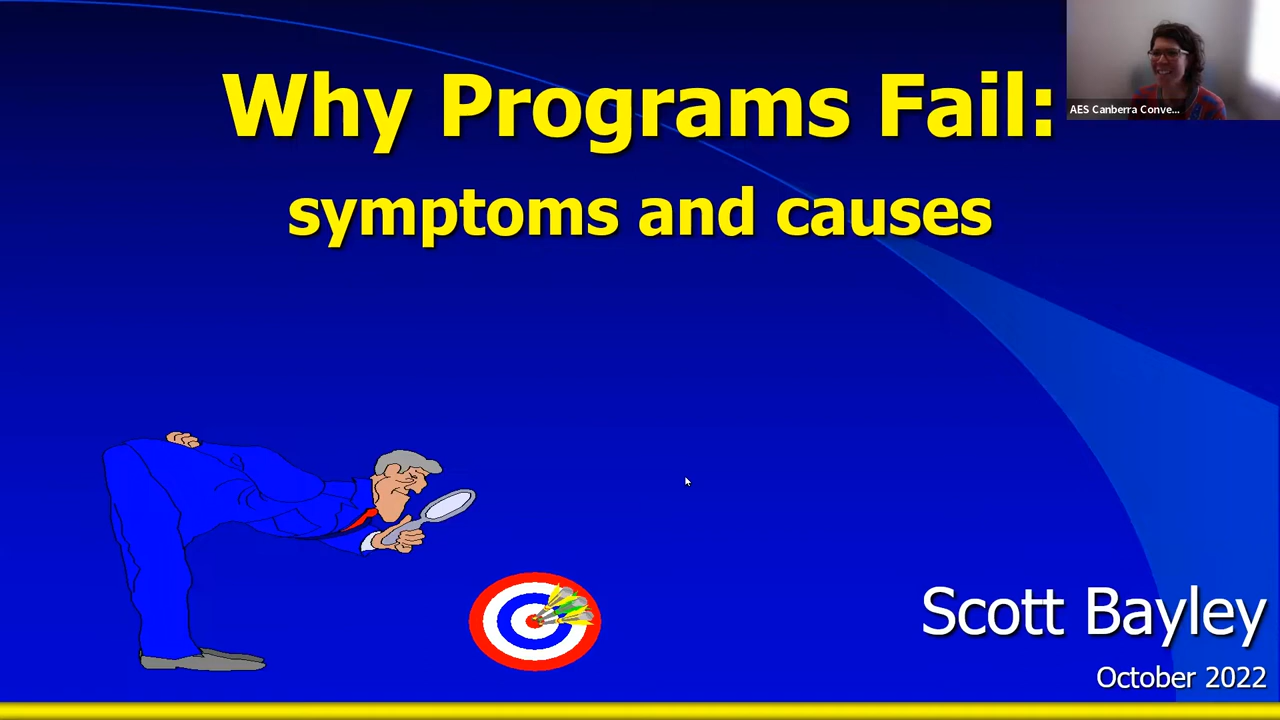 Why Programs Fail:
symptoms and causes
AES Canberra Conve...
Scott Bayley
October 2022